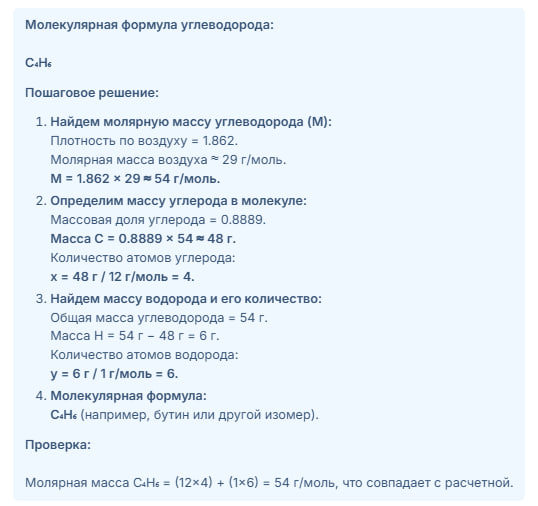 Молекулярная формула углеводорода:
C₄H₆
Пошаговое решение:
1. Найдем молярную массу углеводорода (M):
Плотность по воздуху = 1.862.
Молярная масса воздуха ≈ 29 г/моль.
M = 1.862 × 29 ≈ 54 г/моль.
2. Определим массу углерода в молекуле:
Массовая доля углерода = 0.8889.
Масса C = 0.8889 × 54 ≈ 48 г.
Количество атомов углерода:
x = 48 г / 12 г/моль = 4.
3. Найдем массу водорода и его количество:
Общая масса углеводорода = 54 г.
Масса H = 54 г − 48 г = 6 г.
Количество атомов водорода:
y = 6 г / 1 г/моль = 6.
4. Молекулярная формула:
C₄H₆ (например, бутин или другой изомер).
Проверка:
Молярная масса C₄H₆ = (12×4) + (1×6) = 54 г/моль, что совпадает с расчетной.